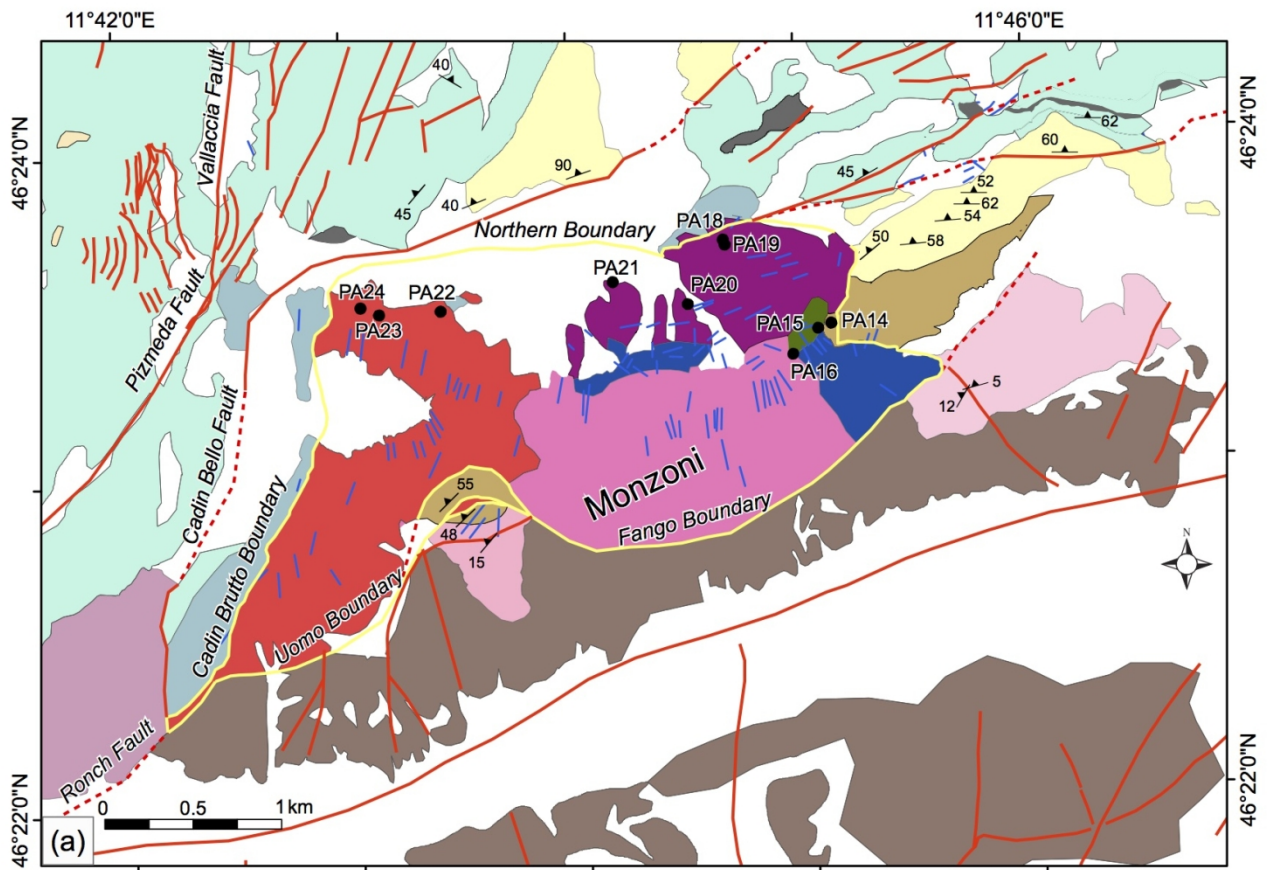 11°42'0"E
11°46'0"E
46°24'0"N
46°24'0"N
Vallaccia Fault
40
62
60
90
45
52
62
54
45
40
50
58
Northern Boundary
PA18
PA19
PA21
PA20
PA24
PA22
PA23
PA15
PA14
PA16
Pizmeda Fault
Cadin Bello Fault
5
12
Monzoni
Fango Boundary
55
48
15
Cadin Brutto Boundary
Uomo Boundary
Ronch Fault
46°22'0"N
46°22'0"N
N
0 0.5 1 km
(a)